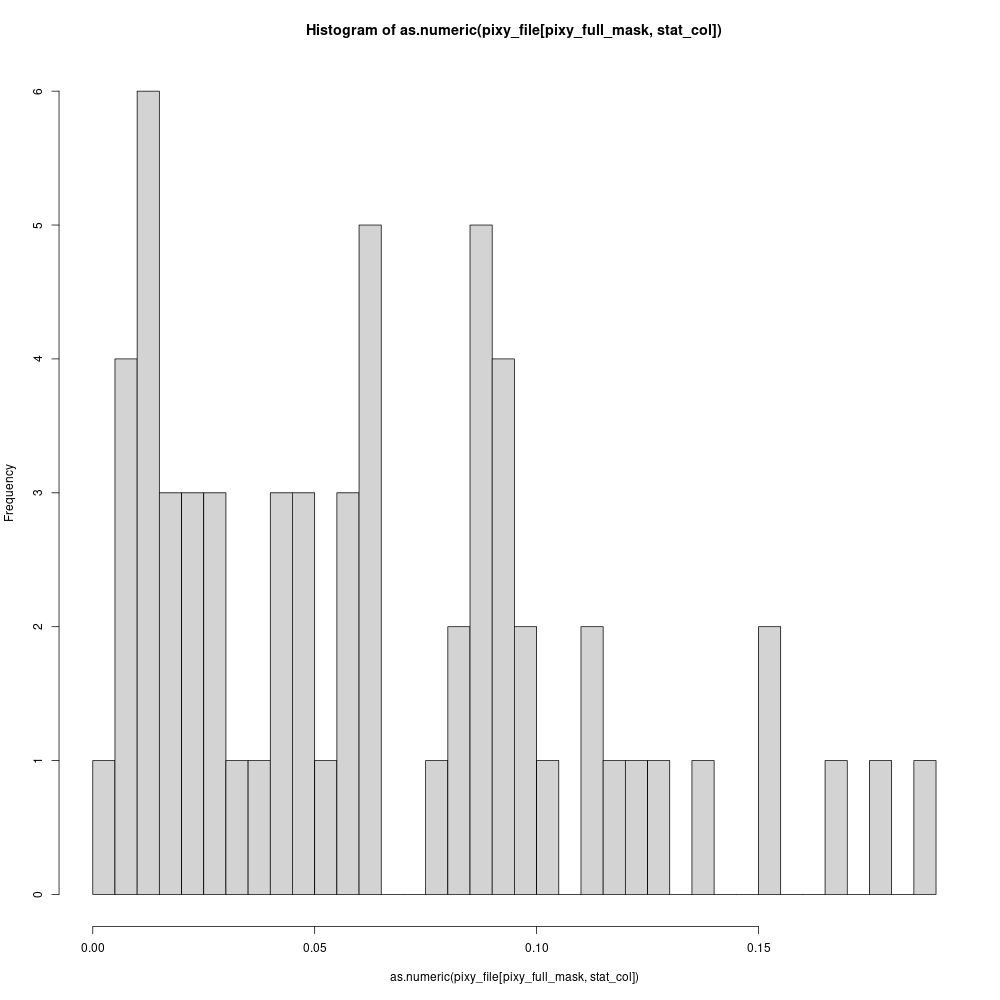 Histogram of as.numeric(pixy_file[pixy_full_mask, stat_col])
6
5
4
3
2
1
0
Frequency
0.00 0.05 0.10 0.15
as.numeric(pixy_file[pixy_full_mask, stat_col])